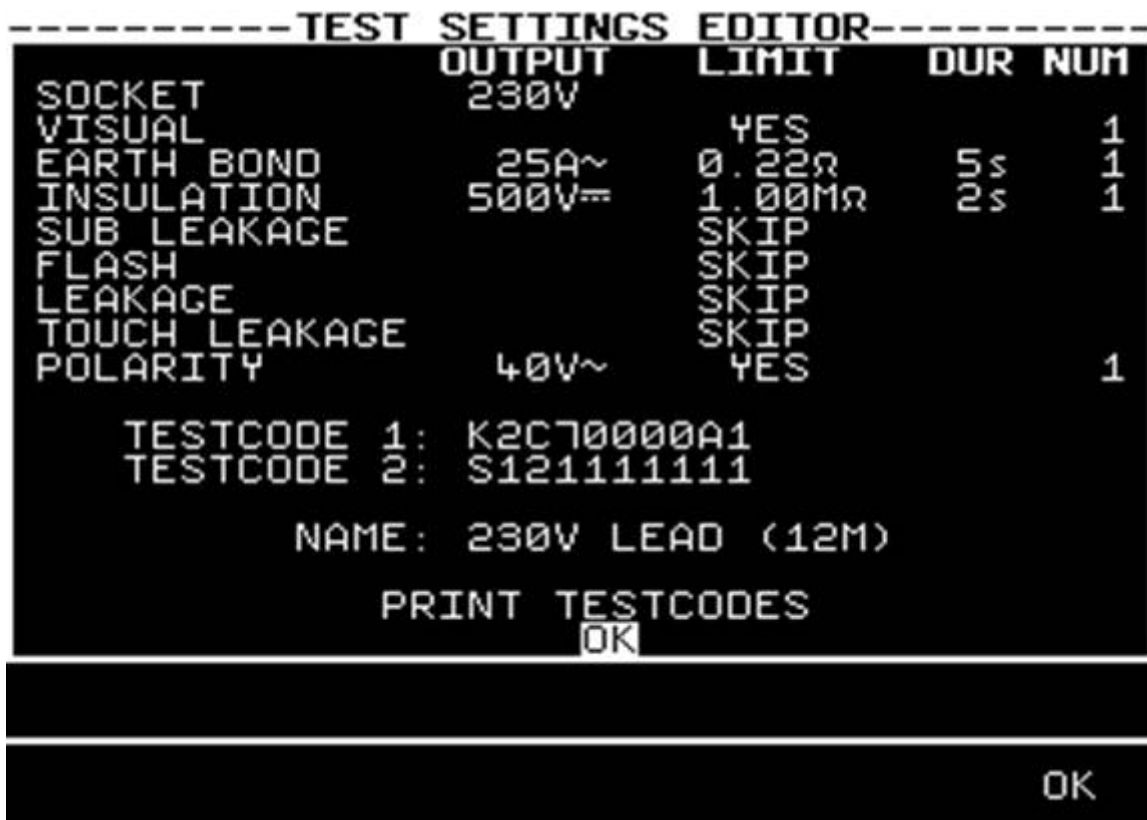 ----------TEST SETTINGS EDITOR----------
OUTPUT LIMIT DUR NUM
SOCKET 230V
VISUAL YES 1
EARTH BOND 25A~ 0.22Ω 5s 1
INSULATION 500V⎓ 1.00MΩ 2s 1
SUB LEAKAGE SKIP
FLASH SKIP
LEAKAGE SKIP
TOUCH LEAKAGE SKIP
POLARITY 40V~ YES 1
TESTCODE 1: K2C70000A1
TESTCODE 2: S121111111
NAME: 230V LEAD (12M)
PRINT TESTCODES
OK
OK